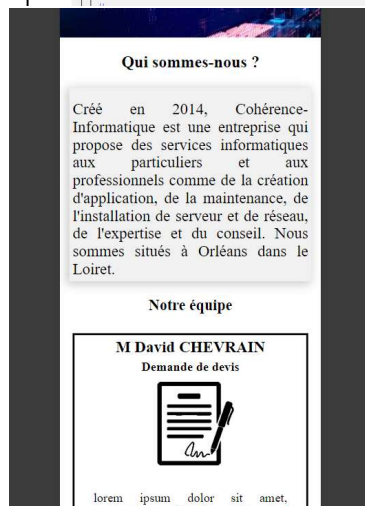 Qui sommes-nous ?
Créé en 2014, Cohérence-
Informatique est une entreprise qui
propose des services informatiques
aux particuliers et aux
professionnels comme de la création
d'application, de la maintenance, de
l'installation de serveur et de réseau,
de l'expertise et du conseil. Nous
sommes situés à Orléans dans le
Loiret.
Notre équipe
M David CHEVRAIN
Demande de devis
lorem ipsum dolor sit amet,